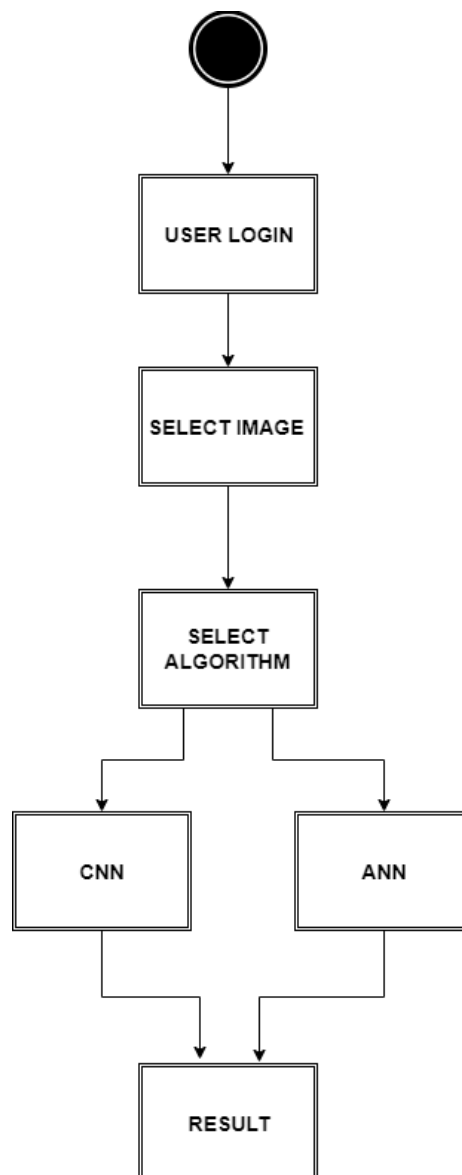 USER LOGIN
SELECT IMAGE
SELECT
ALGORITHM
CNN
ANN
RESULT